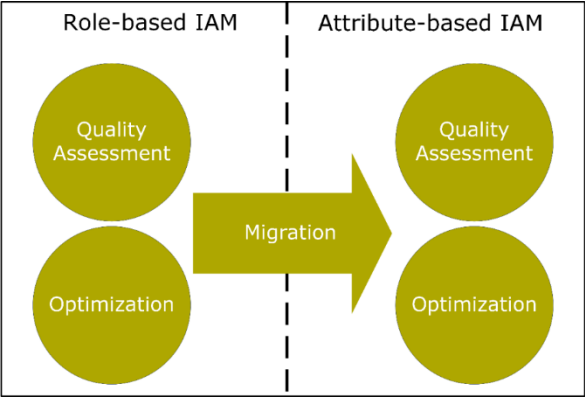 Role-based IAM
Attribute-based IAM
Quality
Assessment
Quality
Assessment
Migration
Optimization
Optimization